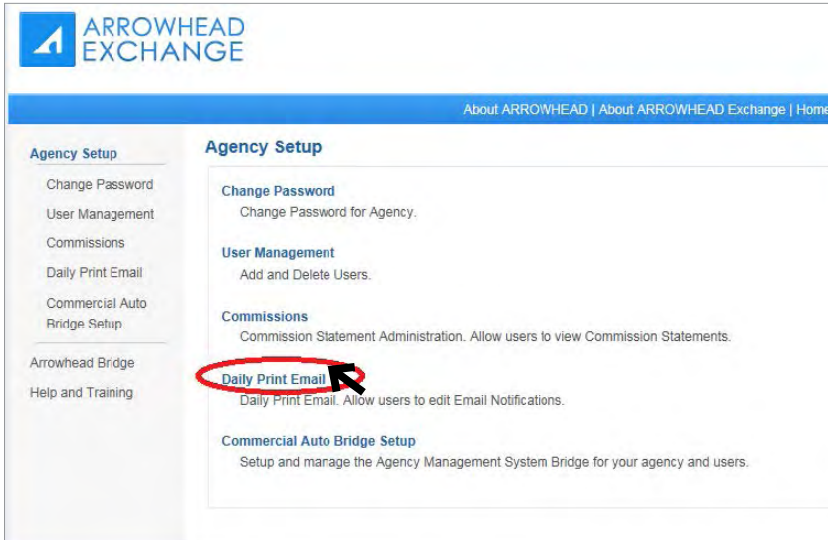 ARROWHEAD
EXCHANGE
About ARROWHEAD | About ARROWHEAD Exchange | Home
Agency Setup
Change Password
User Management
Commissions
Daily Print Email
Commercial Auto
Bridge Setup
Arrowhead Bridge
Help and Training
Agency Setup
Change Password
Change Password for Agency.
User Management
Add and Delete Users.
Commissions
Commission Statement Administration. Allow users to view Commission Statements.
Daily Print Email
Daily Print Email. Allow users to edit Email Notifications.
Commercial Auto Bridge Setup
Setup and manage the Agency Management System Bridge for your agency and users.